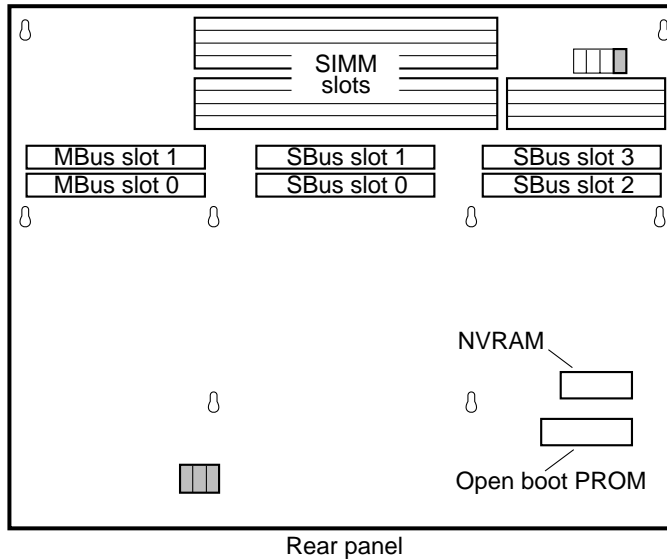 SIMM
slots
MBus slot 1
SBus slot 1
SBus slot 3
MBus slot 0
SBus slot 0
SBus slot 2
NVRAM
Open boot PROM
Rear panel